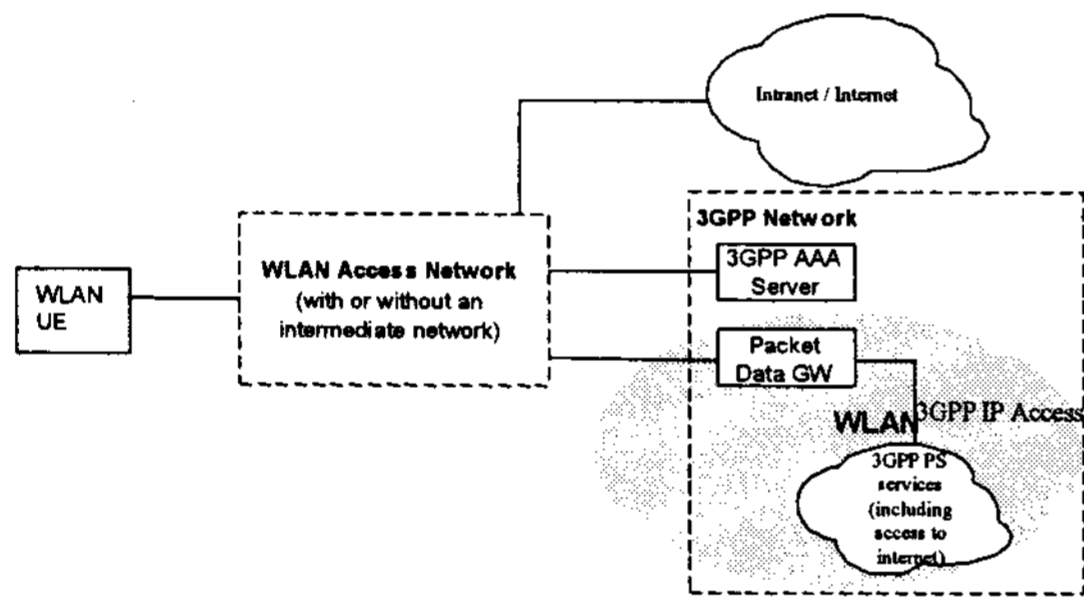 Intranet / Internet
3GPP Network
3GPP AAA
Server
WLAN Access Network
(with or without an
intermediate network)
WLAN
UE
Packet
Data GW
WLAN
3GPP IP Access
3GPP PS
services
(including
access to
internet)